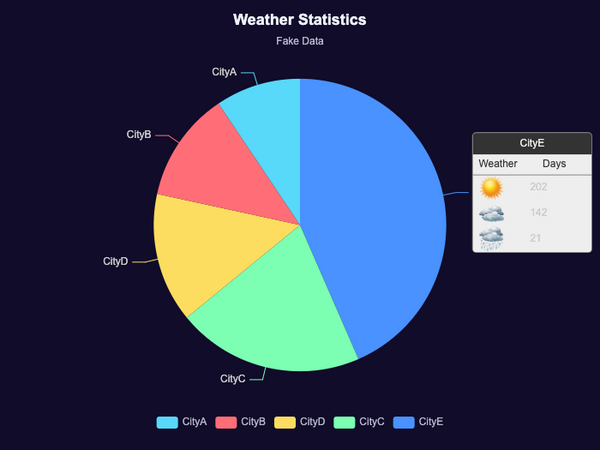 Weather Statistics
Fake Data
CityA
CityB
CityD
CityC
CityE
Weather Days
202
142
21
CityA CityB CityD CityC CityE